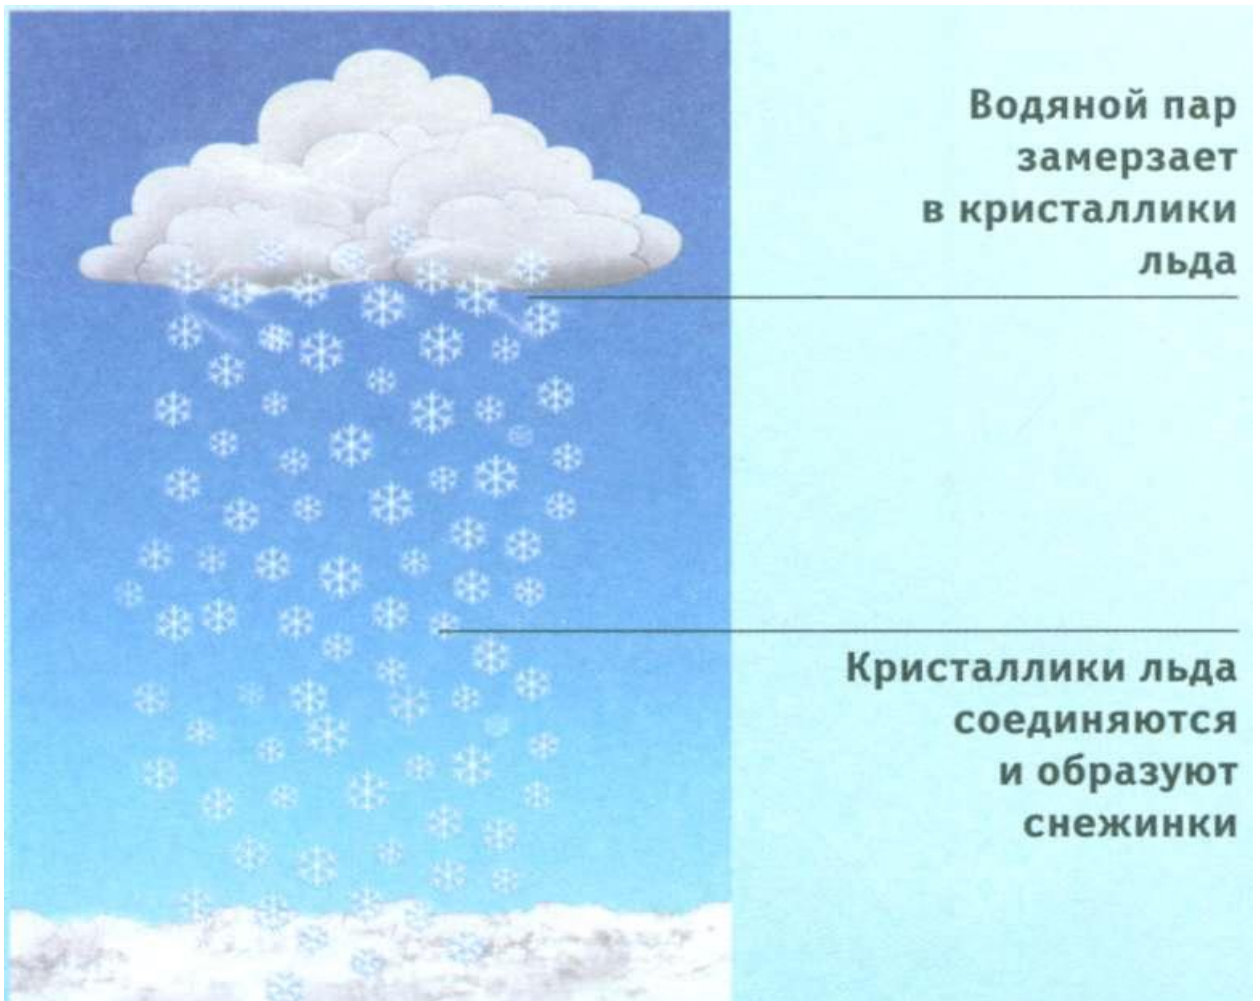 Водяной пар
замерзает
в кристаллики
льда
Кристаллики льда
соединяются
и образуют
снежинки